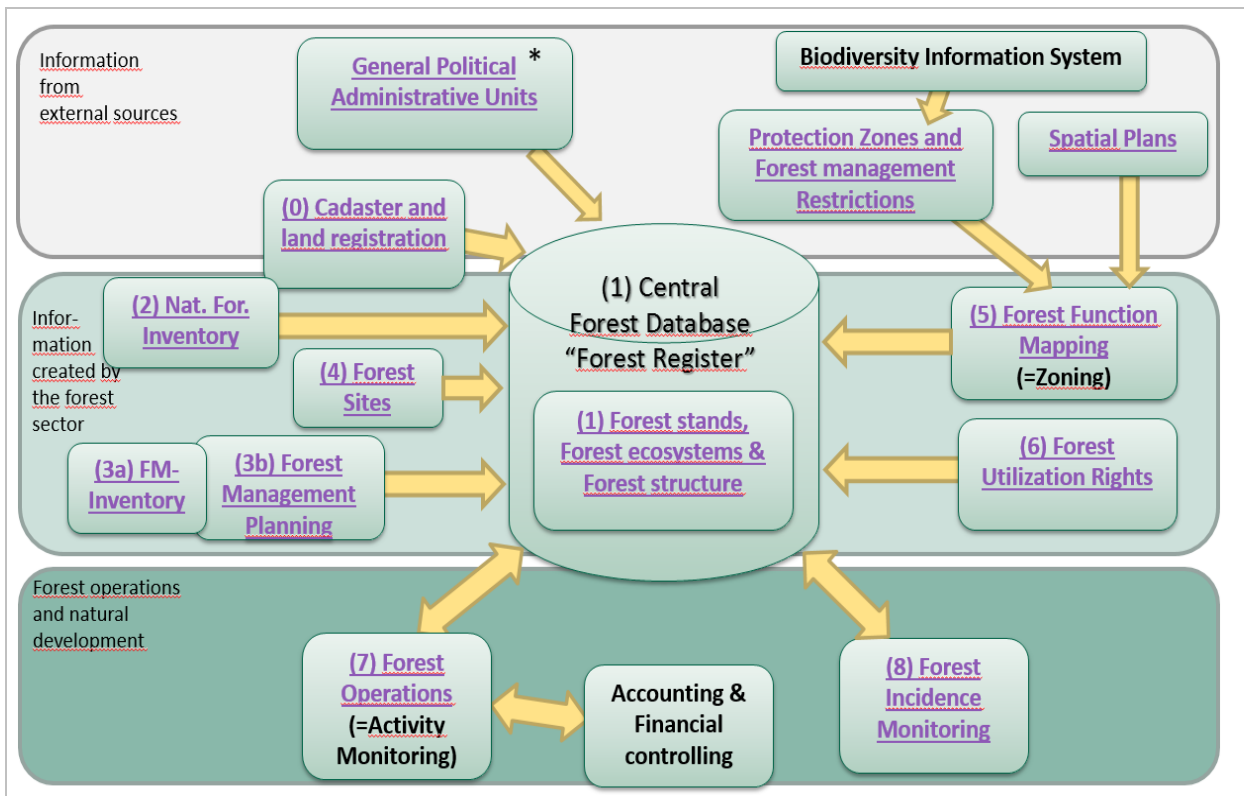 Information
from
external sources
General Political *
Administrative Units
Biodiversity Information System
Protection Zones and
Forest management
Restrictions
Spatial Plans
(0) Cadaster and
land registration
Infor-
mation
created by
the forest
sector
(2) Nat. For.
Inventory
(4) Forest
Sites
(3a) FM-
Inventory
(3b) Forest
Management
Planning
(1) Central
Forest Database
“Forest Register”
(1) Forest stands,
Forest ecosystems &
Forest structure
(5) Forest Function
Mapping
(=Zoning)
(6) Forest
Utilization Rights
Forest operations
and natural
development
(7) Forest
Operations
(=Activity
Monitoring)
Accounting &
Financial
controlling
(8) Forest
Incidence
Monitoring